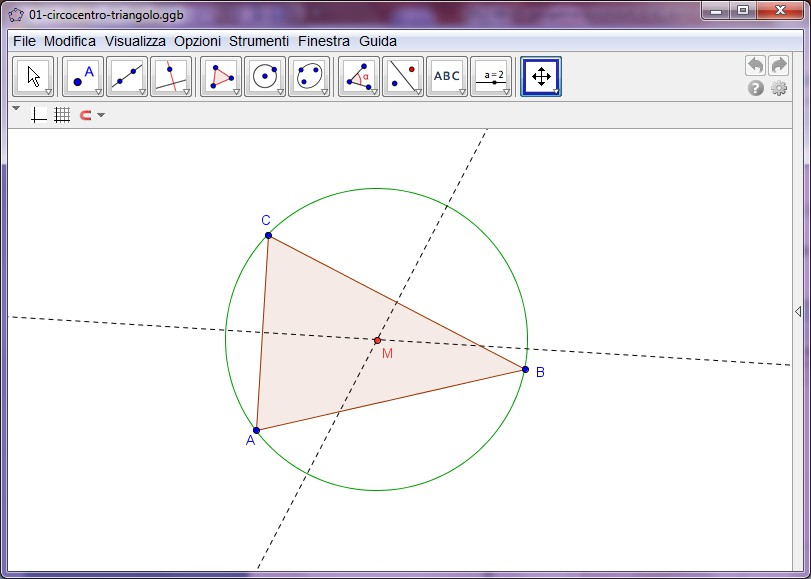 01-circocentro-triangolo.ggb
File Modifica Visualizza Opzioni Strumenti Finestra Guida
A α ABC a=2 ?
C
M
B
A